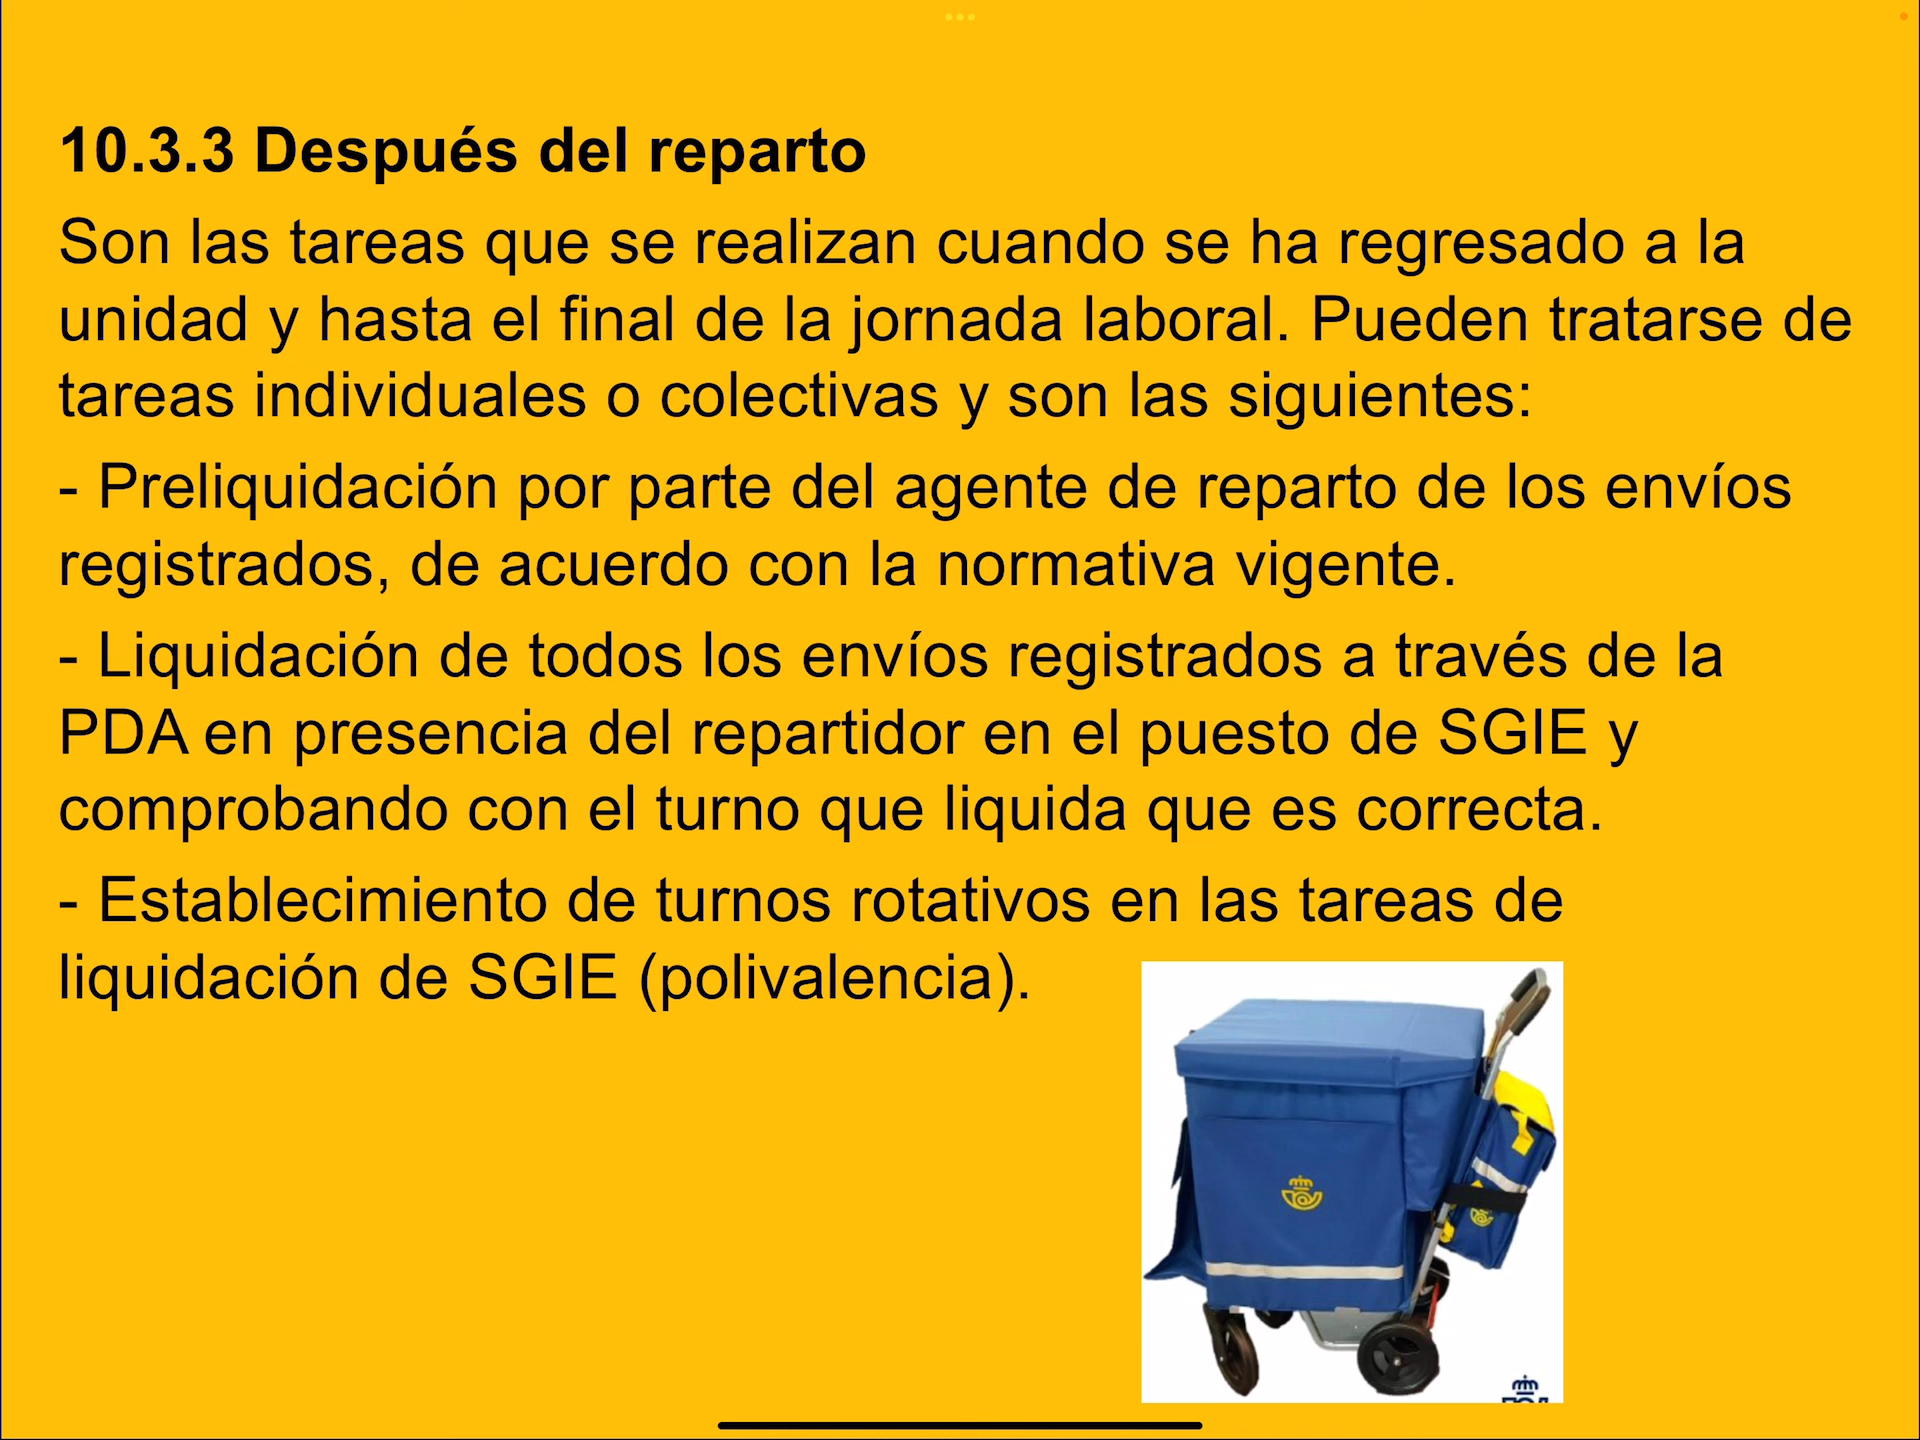 10.3.3 Después del reparto
Son las tareas que se realizan cuando se ha regresado a la
unidad y hasta el final de la jornada laboral. Pueden tratarse de
tareas individuales o colectivas y son las siguientes:
- Preliquidación por parte del agente de reparto de los envíos
registrados, de acuerdo con la normativa vigente.
- Liquidación de todos los envíos registrados a través de la
PDA en presencia del repartidor en el puesto de SGIE y
comprobando con el turno que liquida que es correcta.
- Establecimiento de turnos rotativos en las tareas de
liquidación de SGIE (polivalencia).